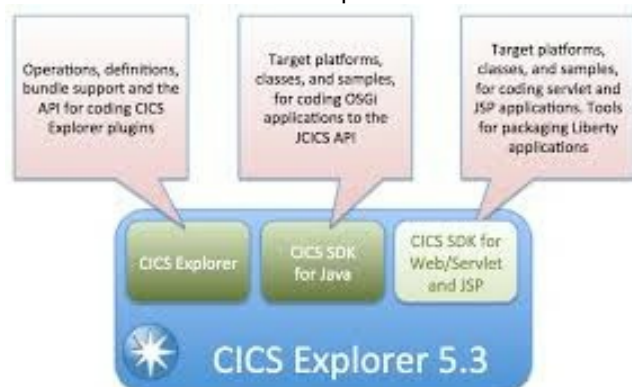 Operations, definitions,
bundle support and the
API for coding CICS
Explorer plugins
Target platforms,
classes, and samples,
for coding OSGi
applications to the
JCICS API
Target platforms,
classes, and samples,
for coding servlet and
JSP applications. Tools
for packaging Liberty
applications
CICS Explorer
CICS SDK
for Java
CICS SDK for
Web/Servlet
and JSP
CICS Explorer 5.3